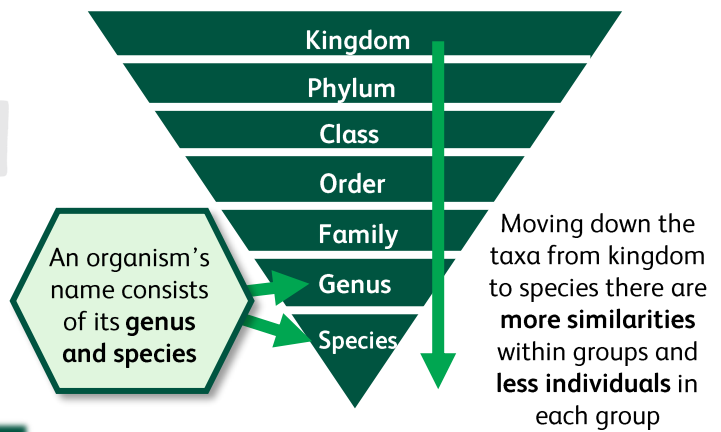 Kingdom
Phylum
Class
Order
Family
Genus
Species
An organism's
name consists
of its genus
and species
Moving down the
taxa from kingdom
to species there are
more similarities
within groups and
less individuals in
each group